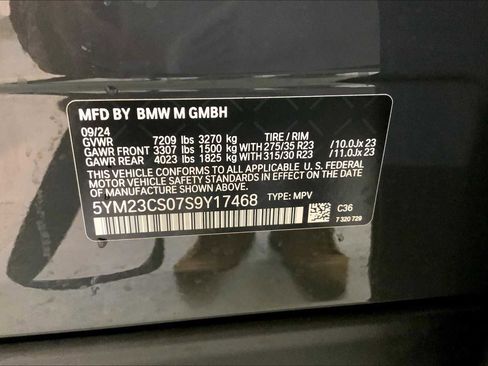 MFD BY BMW M GMBH
09/24
GVWR 7209 lbs 3270 kg TIRE / RIM
GAWR FRONT 3307 lbs 1500 kg WITH 275/35 R23 /10.0Jx 23
GAWR REAR 4023 lbs 1825 kg WITH 315/30 R23 /11.0Jx 23
THIS VEHICLE CONFORMS TO ALL APPLICABLE U. S. FEDERAL
MOTOR VEHICLE SAFETY STANDARDS IN EFFECT ON THE DATE
OF MANUFACTURE SHOWN ABOVE.
5YM23CS07S9Y17468 TYPE: MPV
C36
7 320 729